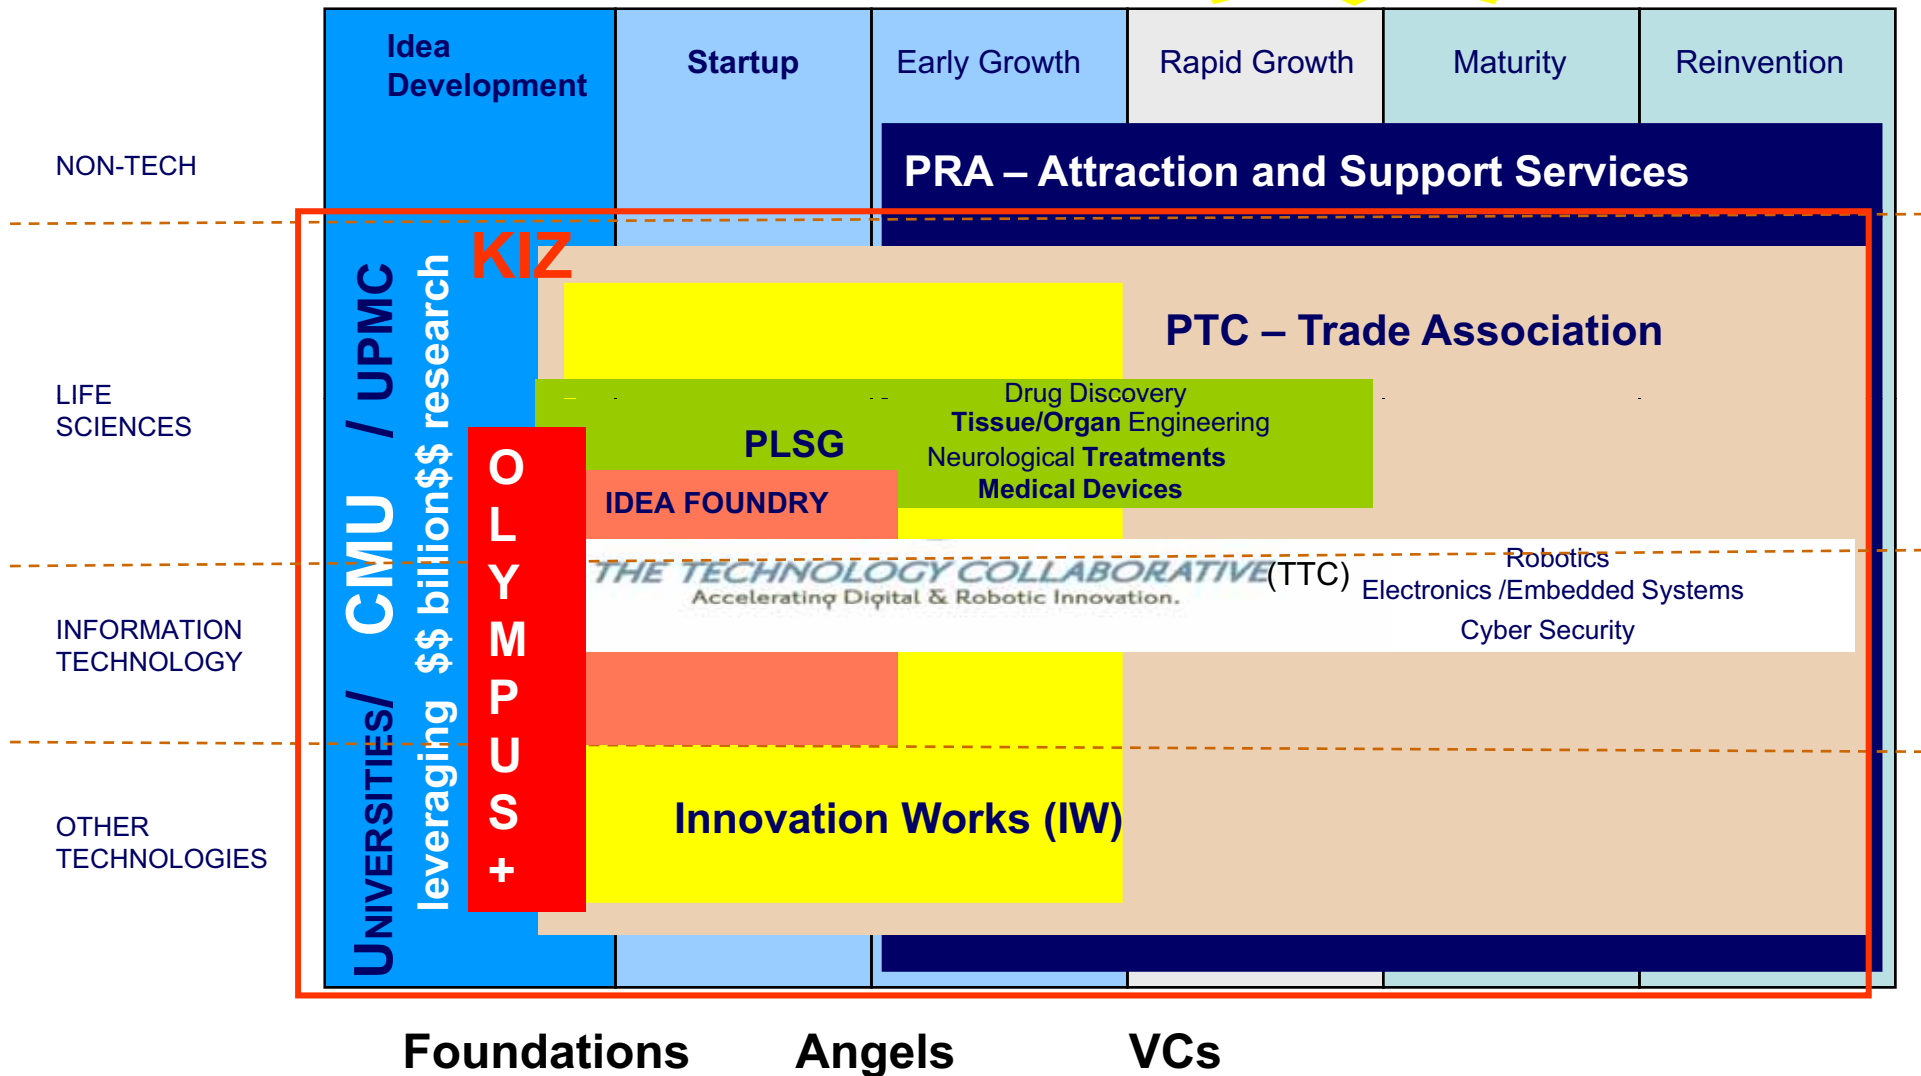 Idea
Development
Startup
Early Growth
Rapid Growth
Maturity
Reinvention
NON-TECH
PRA – Attraction and Support Services
KIZ
PTC – Trade Association
UNIVERSITIES/ CMU / UPMC
leveraging $$ billion$$ research
LIFE
SCIENCES
Drug Discovery
Tissue/Organ Engineering
PLSG
Neurological Treatments
Medical Devices
O
L
Y
M
P
U
S
+
IDEA FOUNDRY
THE TECHNOLOGY COLLABORATIVE (TTC)
Accelerating Digital & Robotic Innovation.
Robotics
Electronics /Embedded Systems
Cyber Security
INFORMATION
TECHNOLOGY
Innovation Works (IW)
OTHER
TECHNOLOGIES
Foundations
Angels
VCs